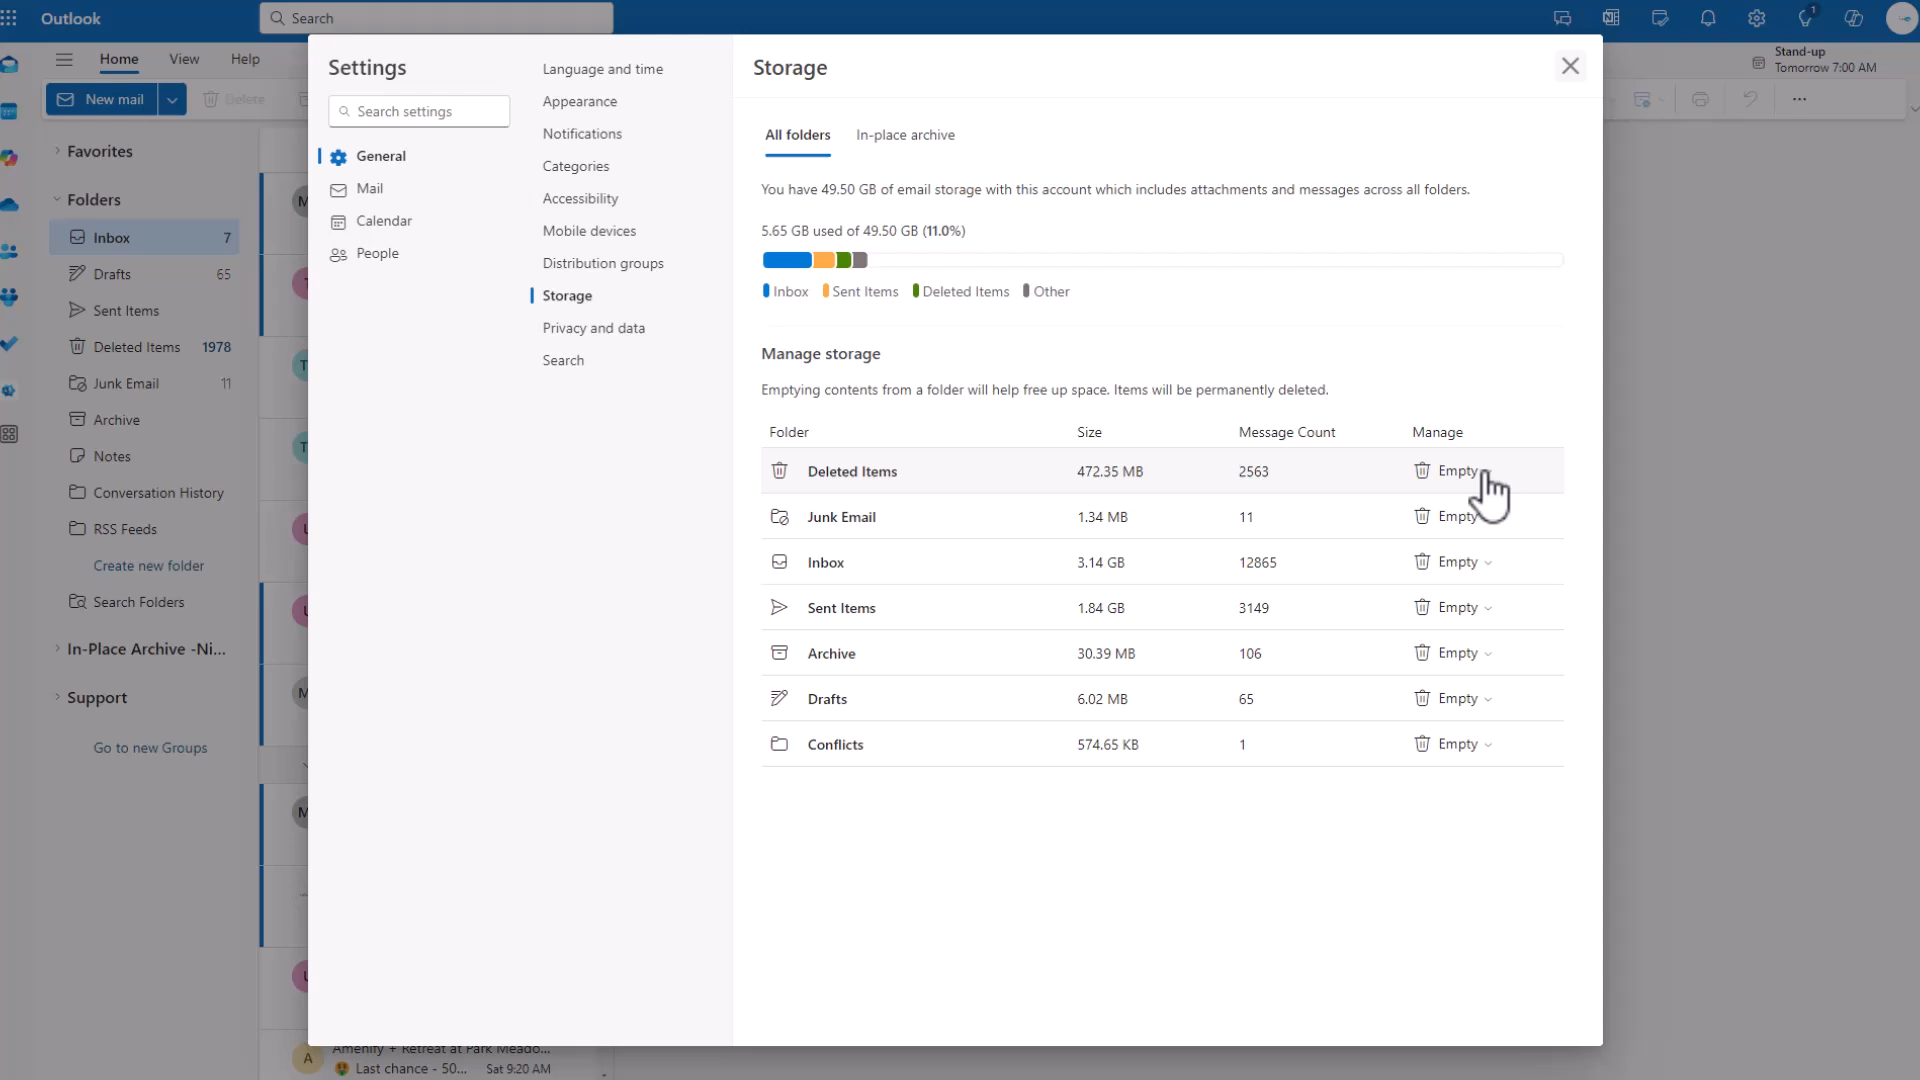 Outlook
Search
1
Home View Help
Stand-up
Tomorrow 7:00 AM
New mail
Delete
Favorites
Folders
Inbox 7
Drafts 65
Sent Items
Deleted Items 1978
Junk Email 11
Archive
Notes
Conversation History
RSS Feeds
Create new folder
Search Folders
In-Place Archive -Ni...
Support
Go to new Groups
M
T
T
T
M
A
Amenify + Retreat at Park Meado...
Last chance - 50... Sat 9:20 AM
Settings
Search settings
General
Mail
Calendar
People
Language and time
Appearance
Notifications
Categories
Accessibility
Mobile devices
Distribution groups
Storage
Privacy and data
Search
Storage
All folders In-place archive
You have 49.50 GB of email storage with this account which includes attachments and messages across all folders.
5.65 GB used of 49.50 GB (11.0%)
Inbox Sent Items Deleted Items Other
Manage storage
Emptying contents from a folder will help free up space. Items will be permanently deleted.
Folder Size Message Count Manage
Deleted Items 472.35 MB 2563 Empty
Junk Email 1.34 MB 11 Empty
Inbox 3.14 GB 12865 Empty
Sent Items 1.84 GB 3149 Empty
Archive 30.39 MB 106 Empty
Drafts 6.02 MB 65 Empty
Conflicts 574.65 KB 1 Empty